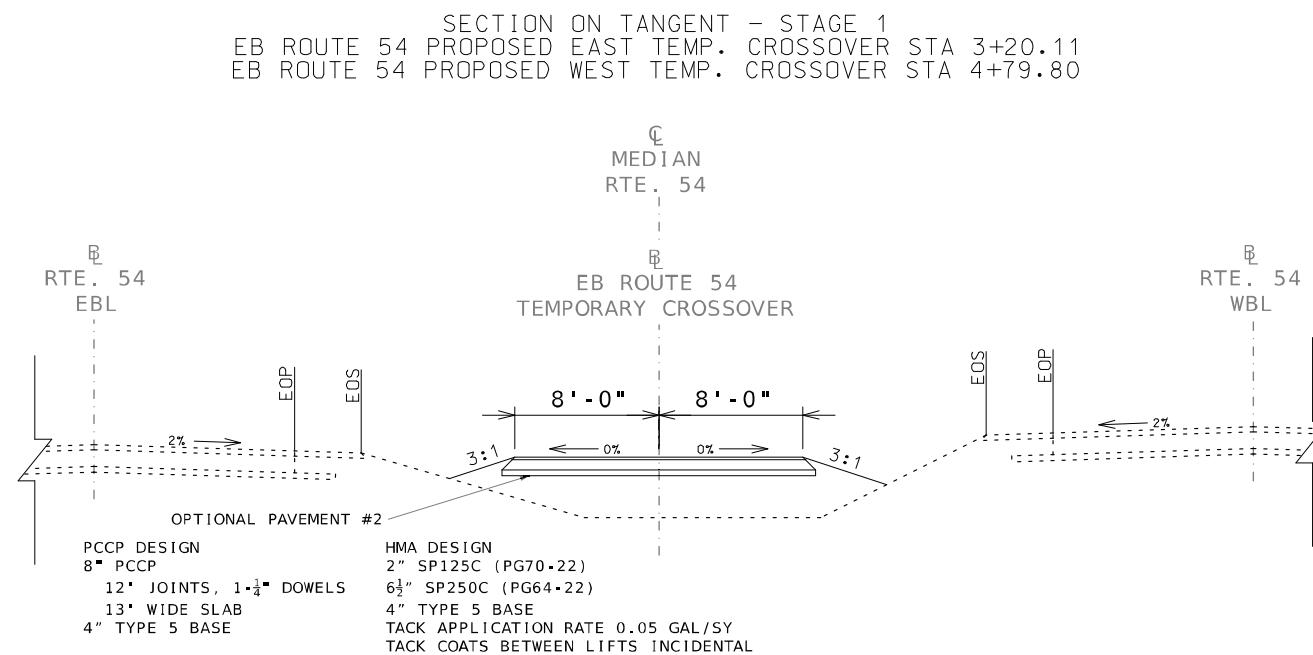 SECTION ON TANGENT - STAGE 1
EB ROUTE 54 PROPOSED EAST TEMP. CROSSOVER STA 3+20.11
EB ROUTE 54 PROPOSED WEST TEMP. CROSSOVER STA 4+79.80
℄
MEDIAN
RTE. 54
BL
RTE. 54
EBL
BL
EB ROUTE 54
TEMPORARY CROSSOVER
BL
RTE. 54
WBL
EOP
EOS
EOS
EOP
8'-0" 8'-0"
2%
3:1
0% 0%
3:1
2%
OPTIONAL PAVEMENT #2
PCCP DESIGN
8" PCCP
12' JOINTS, 1-1/4" DOWELS
13' WIDE SLAB
4" TYPE 5 BASE
HMA DESIGN
2" SP125C (PG70-22)
6½" SP250C (PG64-22)
4" TYPE 5 BASE
TACK APPLICATION RATE 0.05 GAL/SY
TACK COATS BETWEEN LIFTS INCIDENTAL